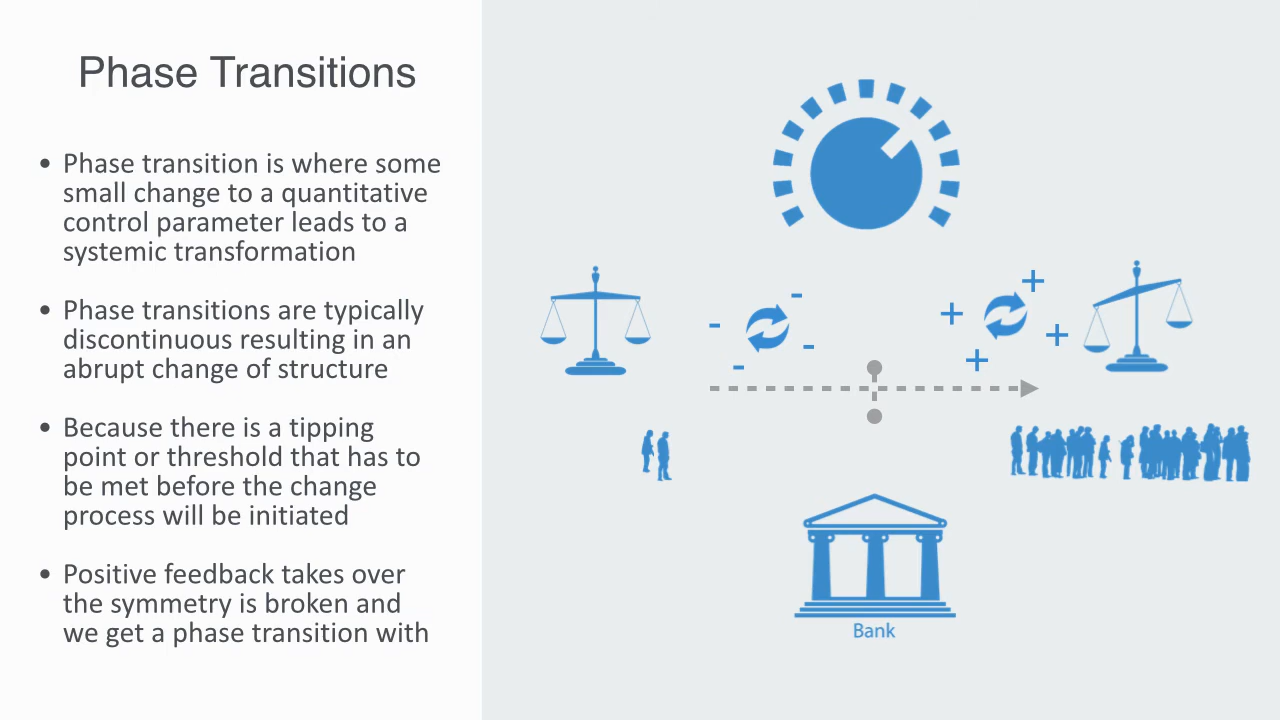 Phase Transitions
• Phase transition is where some
small change to a quantitative
control parameter leads to a
systemic transformation
• Phase transitions are typically
discontinuous resulting in an
abrupt change of structure
• Because there is a tipping
point or threshold that has to
be met before the change
process will be initiated
• Positive feedback takes over
the symmetry is broken and
we get a phase transition with
- - - -
+ + + +
Bank